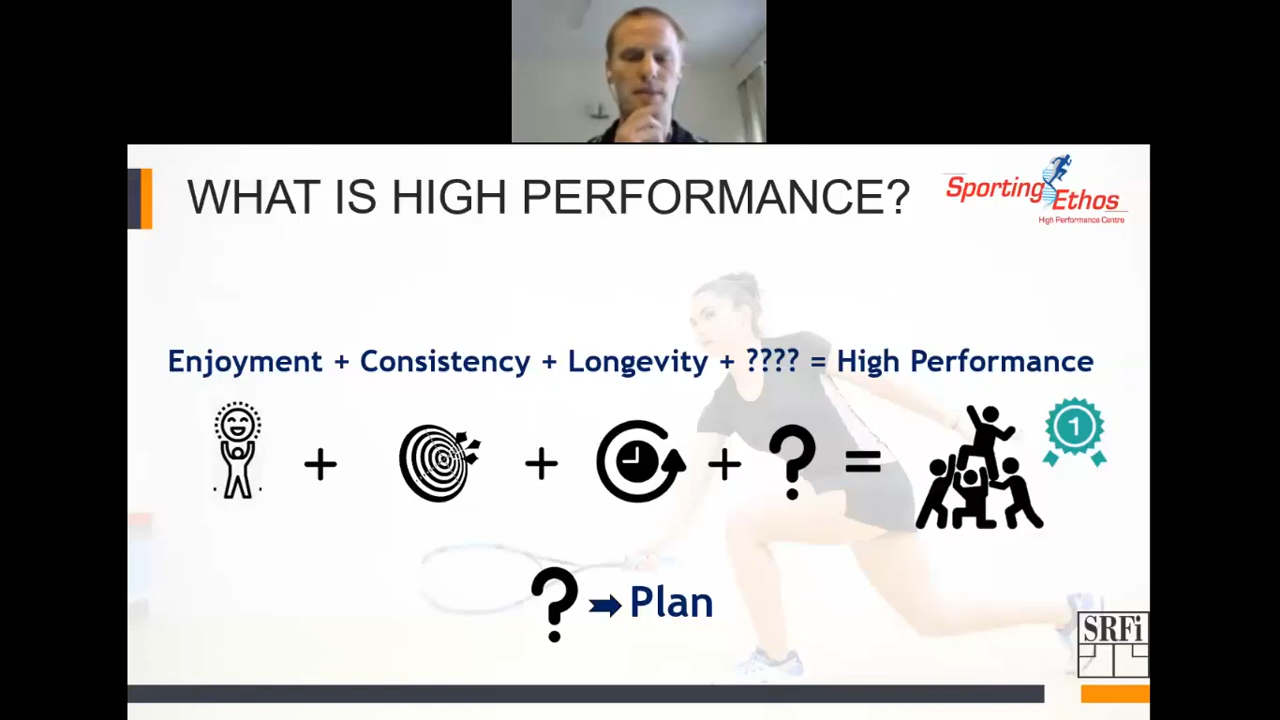 WHAT IS HIGH PERFORMANCE?
Sporting Ethos
High Performance Centre
Enjoyment + Consistency + Longevity + ???? = High Performance
+ + + ? =
1
? Plan
SRFi